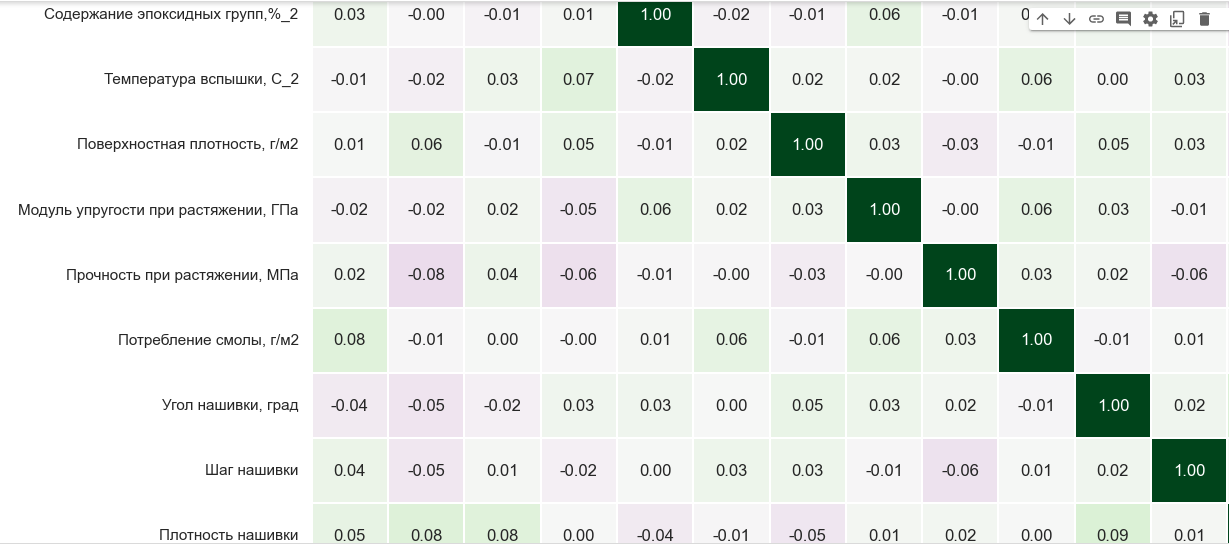 Содержание эпоксидных групп,%_2 0.03 -0.00 -0.01 0.01 1.00 -0.02 -0.01 0.06 -0.01
Температура вспышки, С_2 -0.01 -0.02 0.03 0.07 -0.02 1.00 0.02 0.02 -0.00 0.06 0.00 0.03
Поверхностная плотность, г/м2 0.01 0.06 -0.01 0.05 -0.01 0.02 1.00 0.03 -0.03 -0.01 0.05 0.03
Модуль упругости при растяжении, ГПа -0.02 -0.02 0.02 -0.05 0.06 0.02 0.03 1.00 -0.00 0.06 0.03 -0.01
Прочность при растяжении, МПа 0.02 -0.08 0.04 -0.06 -0.01 -0.00 -0.03 -0.00 1.00 0.03 0.02 -0.06
Потребление смолы, г/м2 0.08 -0.01 0.00 -0.00 0.01 0.06 -0.01 0.06 0.03 1.00 -0.01 0.01
Угол нашивки, град -0.04 -0.05 -0.02 0.03 0.03 0.00 0.05 0.03 0.02 -0.01 1.00 0.02
Шаг нашивки 0.04 -0.05 0.01 -0.02 0.00 0.03 0.03 -0.01 -0.06 0.01 0.02 1.00
Плотность нашивки 0.05 0.08 0.08 0.00 -0.04 -0.01 -0.05 0.01 0.02 0.00 0.09 0.01